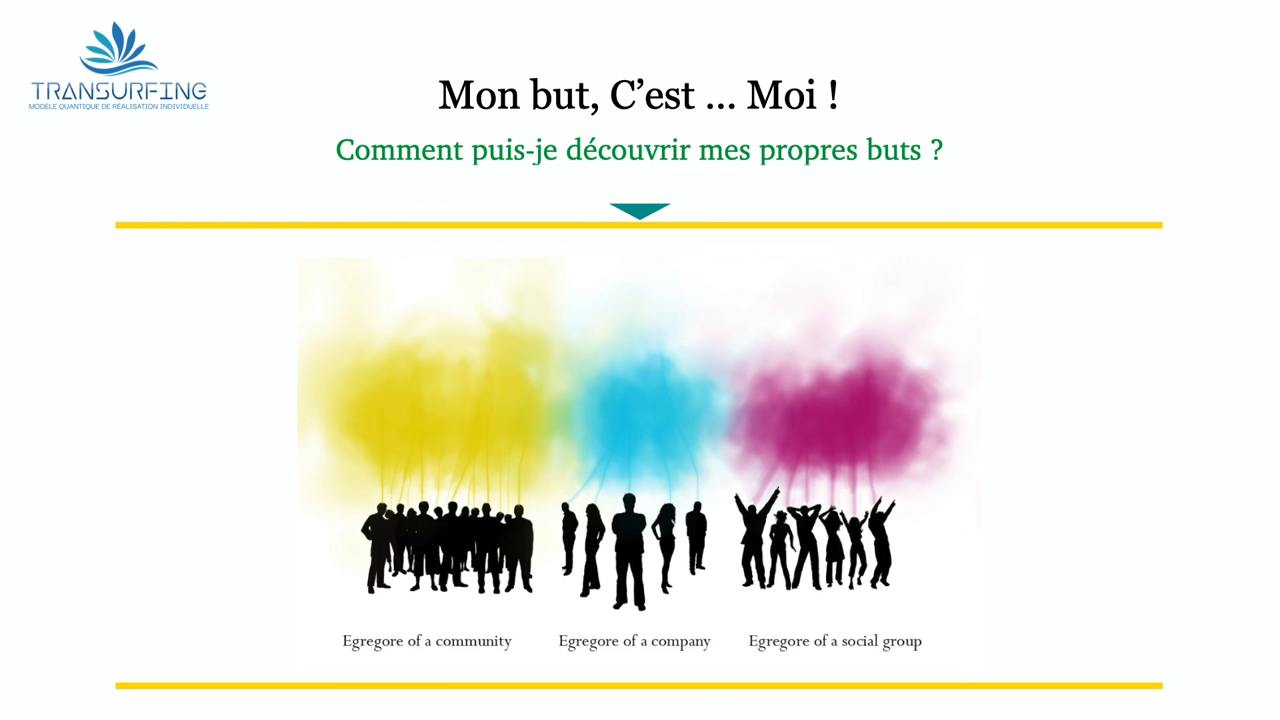 TRANSURFING
MODÈLE QUANTIQUE DE RÉALISATION INDIVIDUELLE
Mon but, C’est ... Moi !
Comment puis-je découvrir mes propres buts ?
Egregore of a community
Egregore of a company
Egregore of a social group